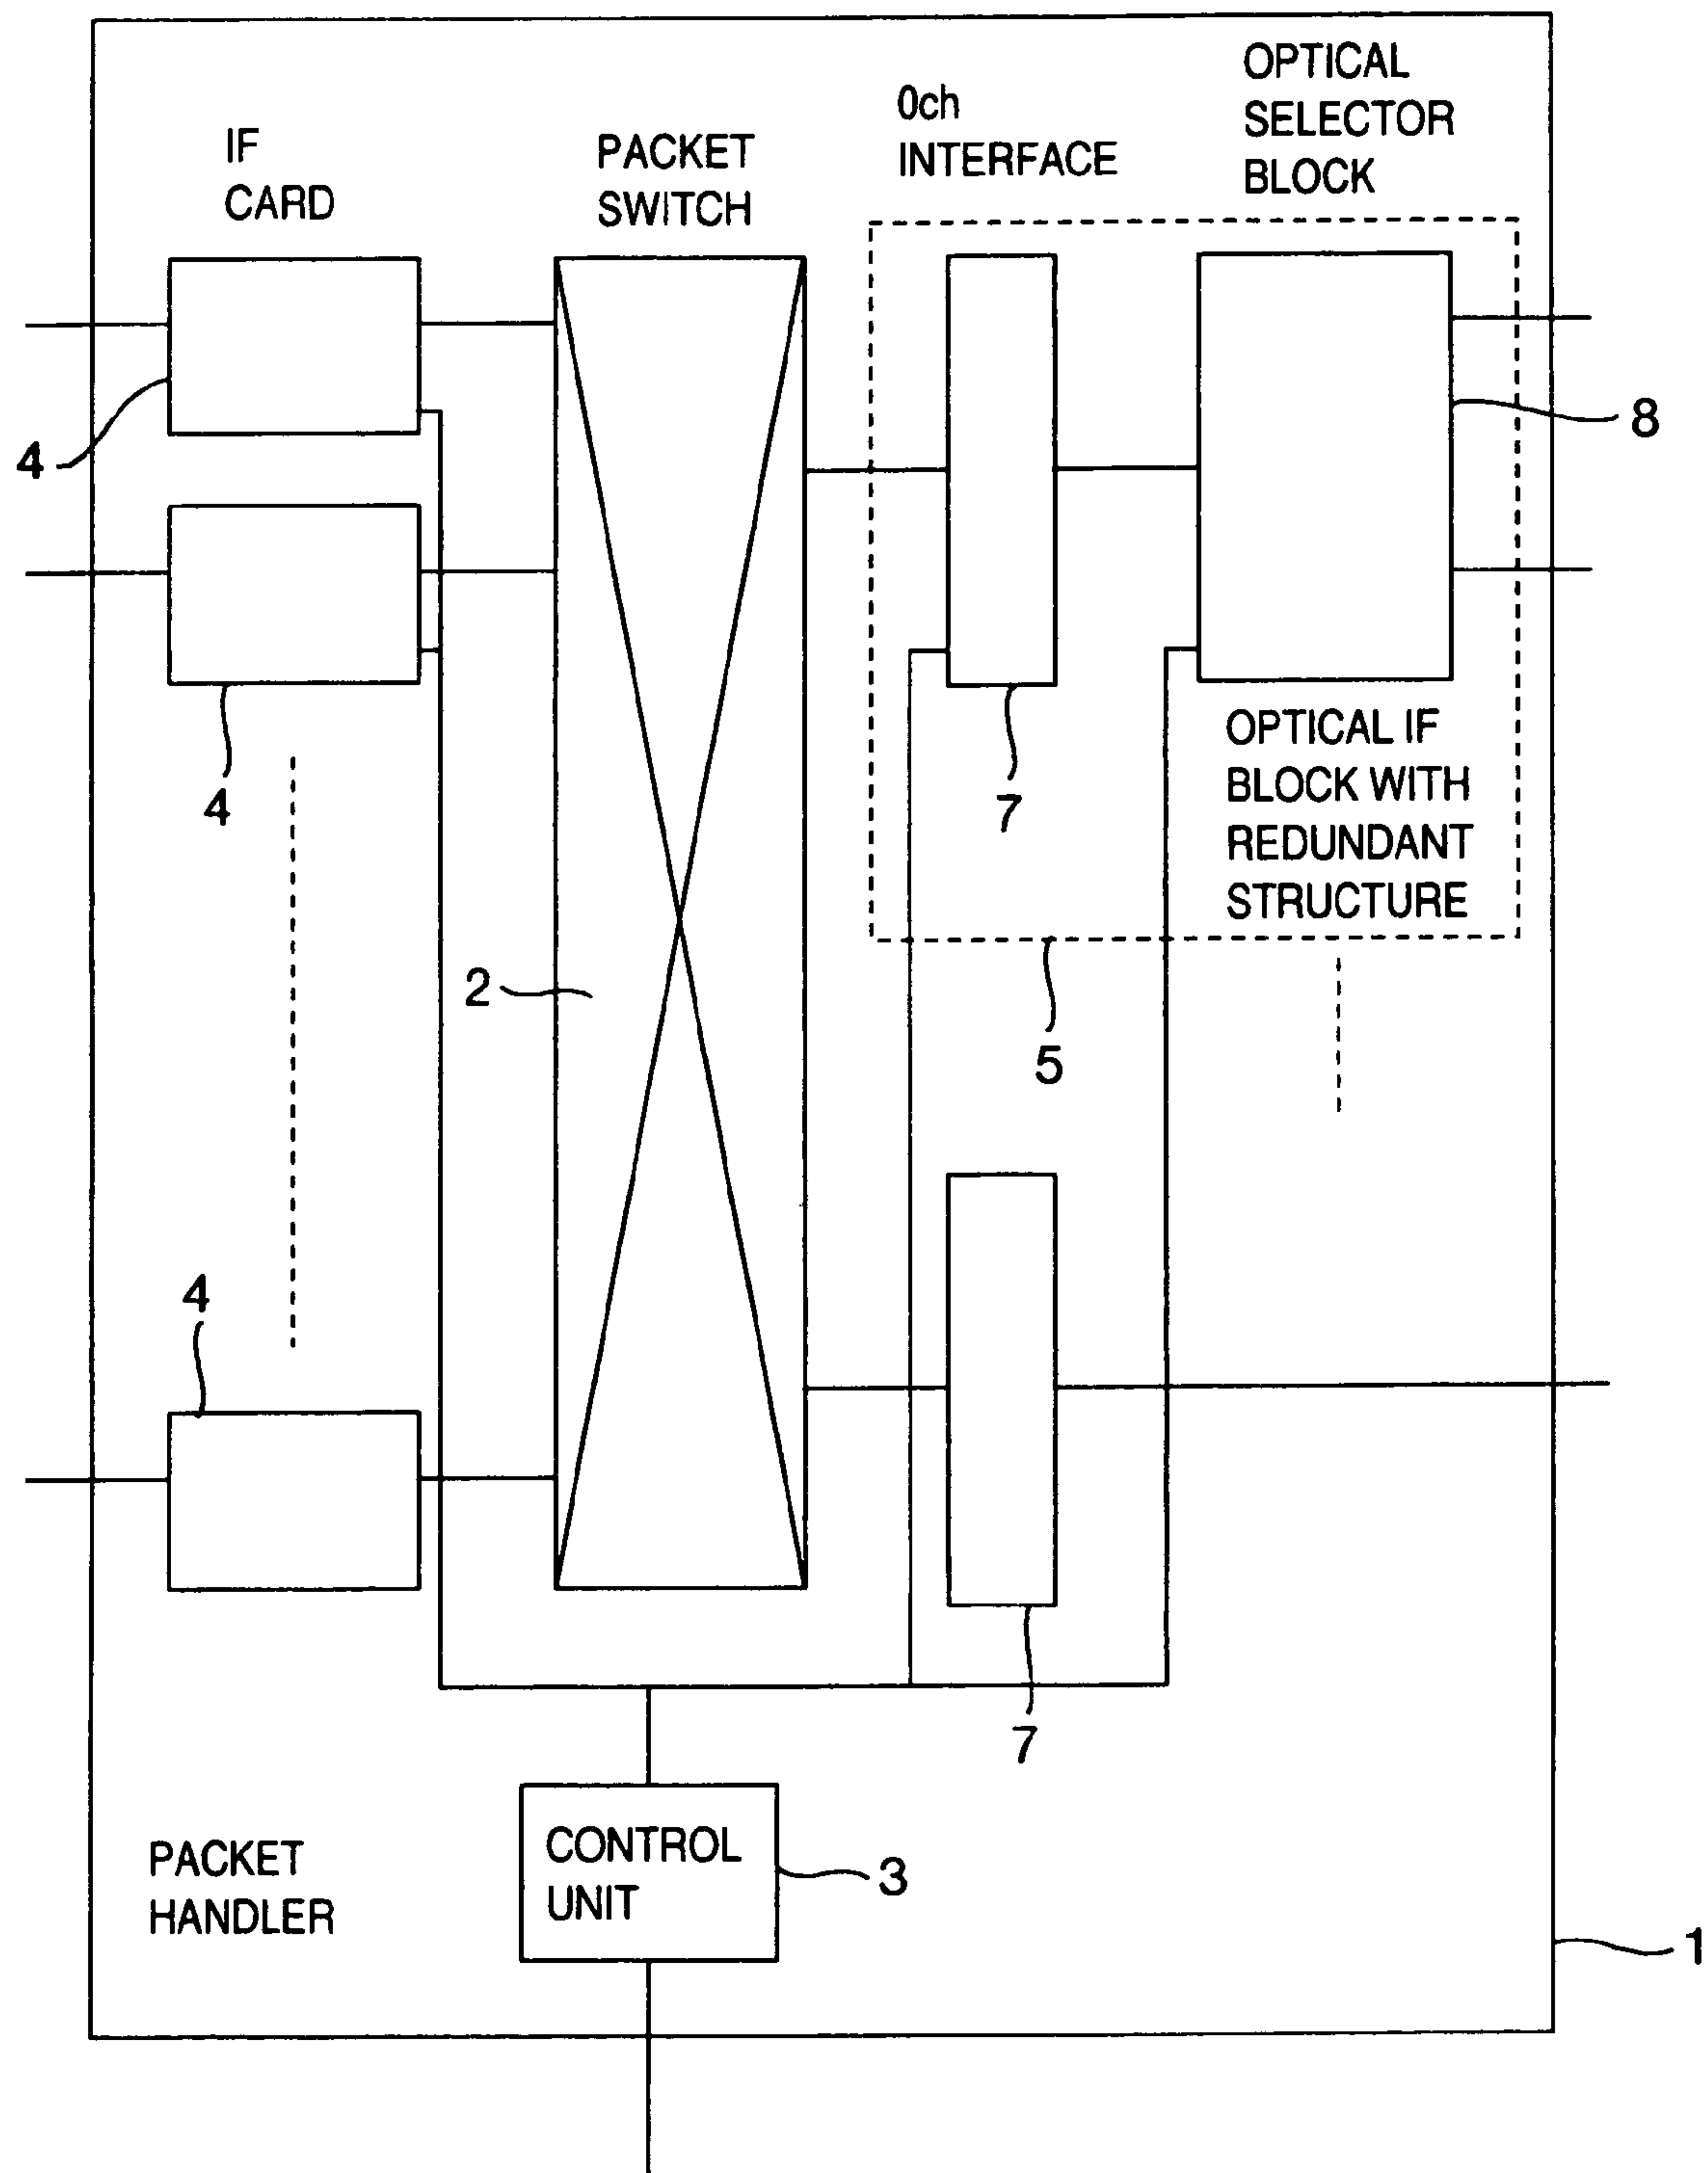 IF
CARD
PACKET
SWITCH
0ch
INTERFACE
OPTICAL
SELECTOR
BLOCK
4
8
4
7
OPTICAL IF
BLOCK WITH
REDUNDANT
STRUCTURE
2
5
4
7
CONTROL
UNIT
3
PACKET
HANDLER
1